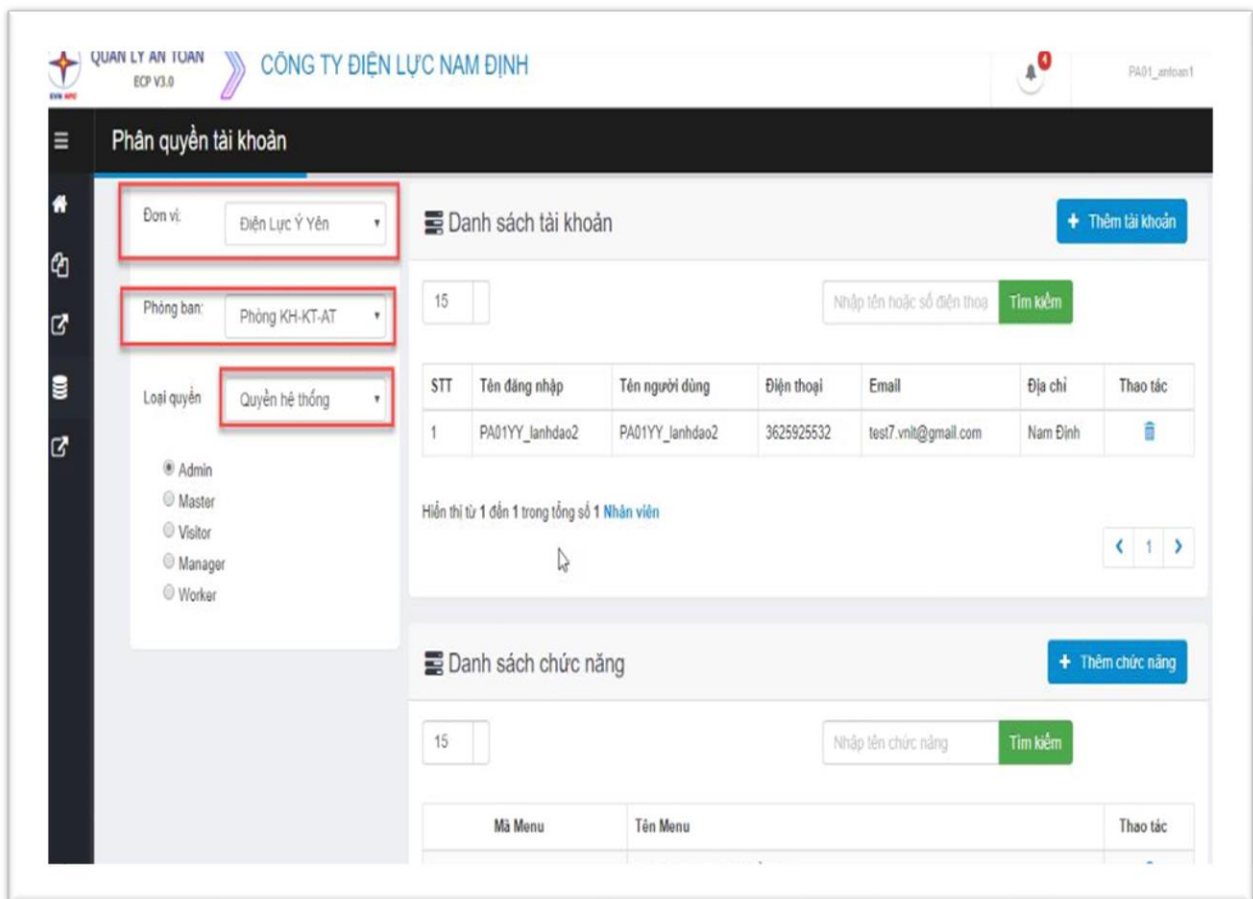 QUẢN LÝ AN TOÀN
ECP V3.0
EVN NPC
CÔNG TY ĐIỆN LỰC NAM ĐỊNH
4
PA01_antoan1
Phân quyền tài khoản
Đơn vị:
Điện Lực Ý Yên
Phòng ban:
Phòng KH-KT-AT
Loại quyền
Quyền hệ thống
Admin
Master
Visitor
Manager
Worker
Danh sách tài khoản
+ Thêm tài khoản
15
Nhập tên hoặc số điện thoạ
Tìm kiếm
STT Tên đăng nhập Tên người dùng Điện thoại Email Địa chỉ Thao tác
1 PA01YY_lanhdao2 PA01YY_lanhdao2 3625925532 test7.vnit@gmail.com Nam Định
Hiển thị từ 1 đến 1 trong tổng số 1 Nhân viên
1
Danh sách chức năng
+ Thêm chức năng
15
Nhập tên chức năng
Tìm kiếm
Mã Menu Tên Menu Thao tác